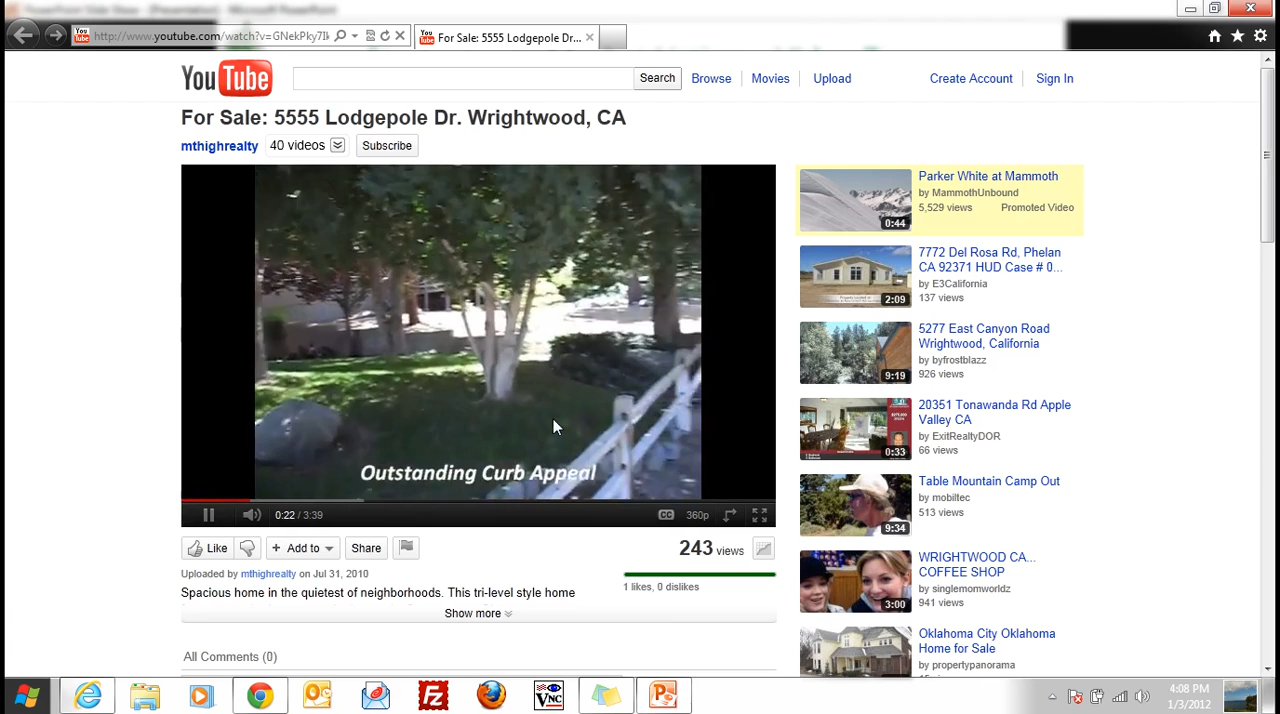 http://www.youtube.com/watch?v=GNekPky7Il
For Sale: 5555 Lodgepole Dr...
You Tube
Search
Browse
Movies
Upload
Create Account
Sign In
For Sale: 5555 Lodgepole Dr. Wrightwood, CA
mthighrealty
40 videos
Subscribe
Outstanding Curb Appeal
0:22 / 3:39
CC
360p
Like
+ Add to
Share
243 views
Uploaded by mthighrealty on Jul 31, 2010
1 likes, 0 dislikes
Spacious home in the quietest of neighborhoods. This tri-level style home
Show more
All Comments (0)
Parker White at Mammoth
by MammothUnbound
5,529 views Promoted Video
0:44
7772 Del Rosa Rd, Phelan
CA 92371 HUD Case # 0...
by E3California
137 views
2:09
5277 East Canyon Road
Wrightwood, California
by byfrostblazz
926 views
9:19
20351 Tonawanda Rd Apple
Valley CA
by ExitRealtyDOR
66 views
0:33
Table Mountain Camp Out
by mobiltec
513 views
9:34
WRIGHTWOOD CA...
COFFEE SHOP
by singlemomworldz
941 views
3:00
Oklahoma City Oklahoma
Home for Sale
by propertypanorama
FZ
VNC
4:08 PM
1/3/2012